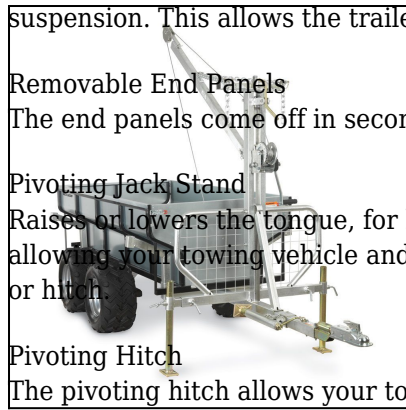 suspension. This allows the traile
Removable End Panels
The end panels come off in secon
Pivoting Jack Stand
Raises or lowers the tongue, for
allowing your towing vehicle and
or hitch.
Pivoting Hitch
The pivoting hitch allows your to